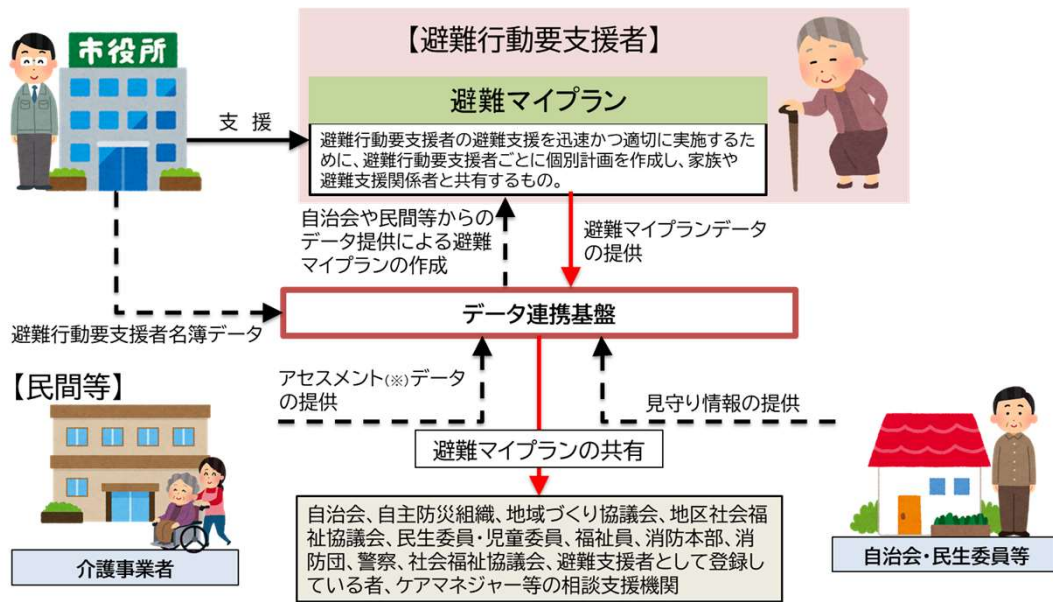 市役所
【避難行動要支援者】
避難マイプラン
支 援
避難行動要支援者の避難支援を迅速かつ適切に実施するた
めに、避難行動要支援者ごとに個別計画を作成し、家族や
避難支援関係者と共有するもの。
自治会や民間等からの
データ提供による避難
マイプランの作成
避難マイプランデータ
の提供
データ連携基盤
避難行動要支援者名簿データ
【民間等】
アセスメント(※)データ
の提供
見守り情報の提供
避難マイプランの共有
自治会、自主防災組織、地域づくり協議会、地区社会福
祉協議会、民生委員・児童委員、福祉員、消防本部、消
防団、警察、社会福祉協議会、避難支援者として登録し
ている者、ケアマネジャー等の相談支援機関
介護事業者
自治会・民生委員等